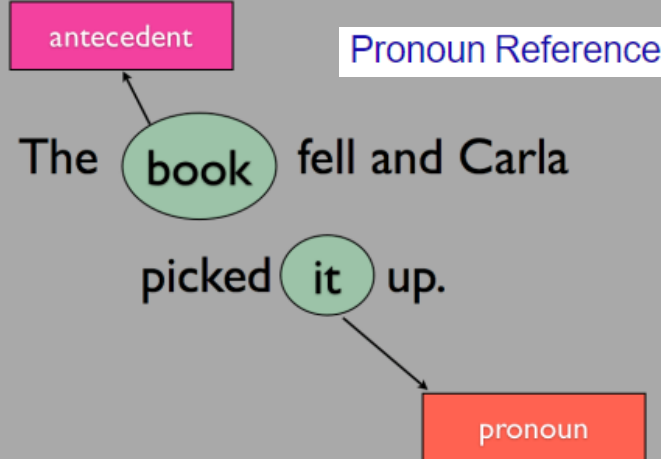 antecedent
Pronoun Reference
The book fell and Carla
picked it up.
pronoun